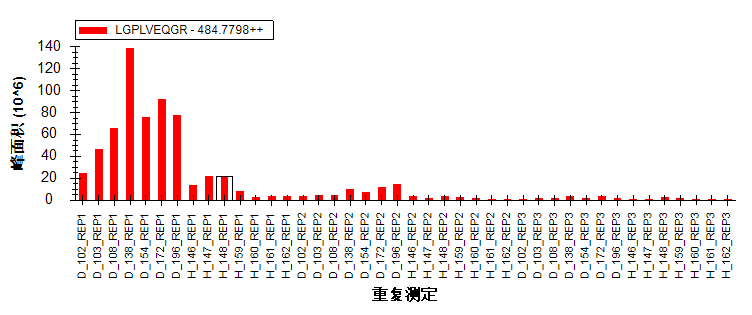 LGPLVEQGR - 484.7798++
峰面积 (10^6)
140
120
100
80
60
40
20
0
D_102_REP1
D_103_REP1
D_108_REP1
D_138_REP1
D_154_REP1
D_172_REP1
D_196_REP1
H_146_REP1
H_147_REP1
H_148_REP1
H_159_REP1
H_160_REP1
H_161_REP1
H_162_REP1
D_102_REP2
D_103_REP2
D_108_REP2
D_138_REP2
D_154_REP2
D_172_REP2
D_196_REP2
H_146_REP2
H_147_REP2
H_148_REP2
H_159_REP2
H_160_REP2
H_161_REP2
H_162_REP2
D_102_REP3
D_103_REP3
D_108_REP3
D_138_REP3
D_154_REP3
D_172_REP3
D_196_REP3
H_146_REP3
H_147_REP3
H_148_REP3
H_159_REP3
H_160_REP3
H_161_REP3
H_162_REP3
重复测定